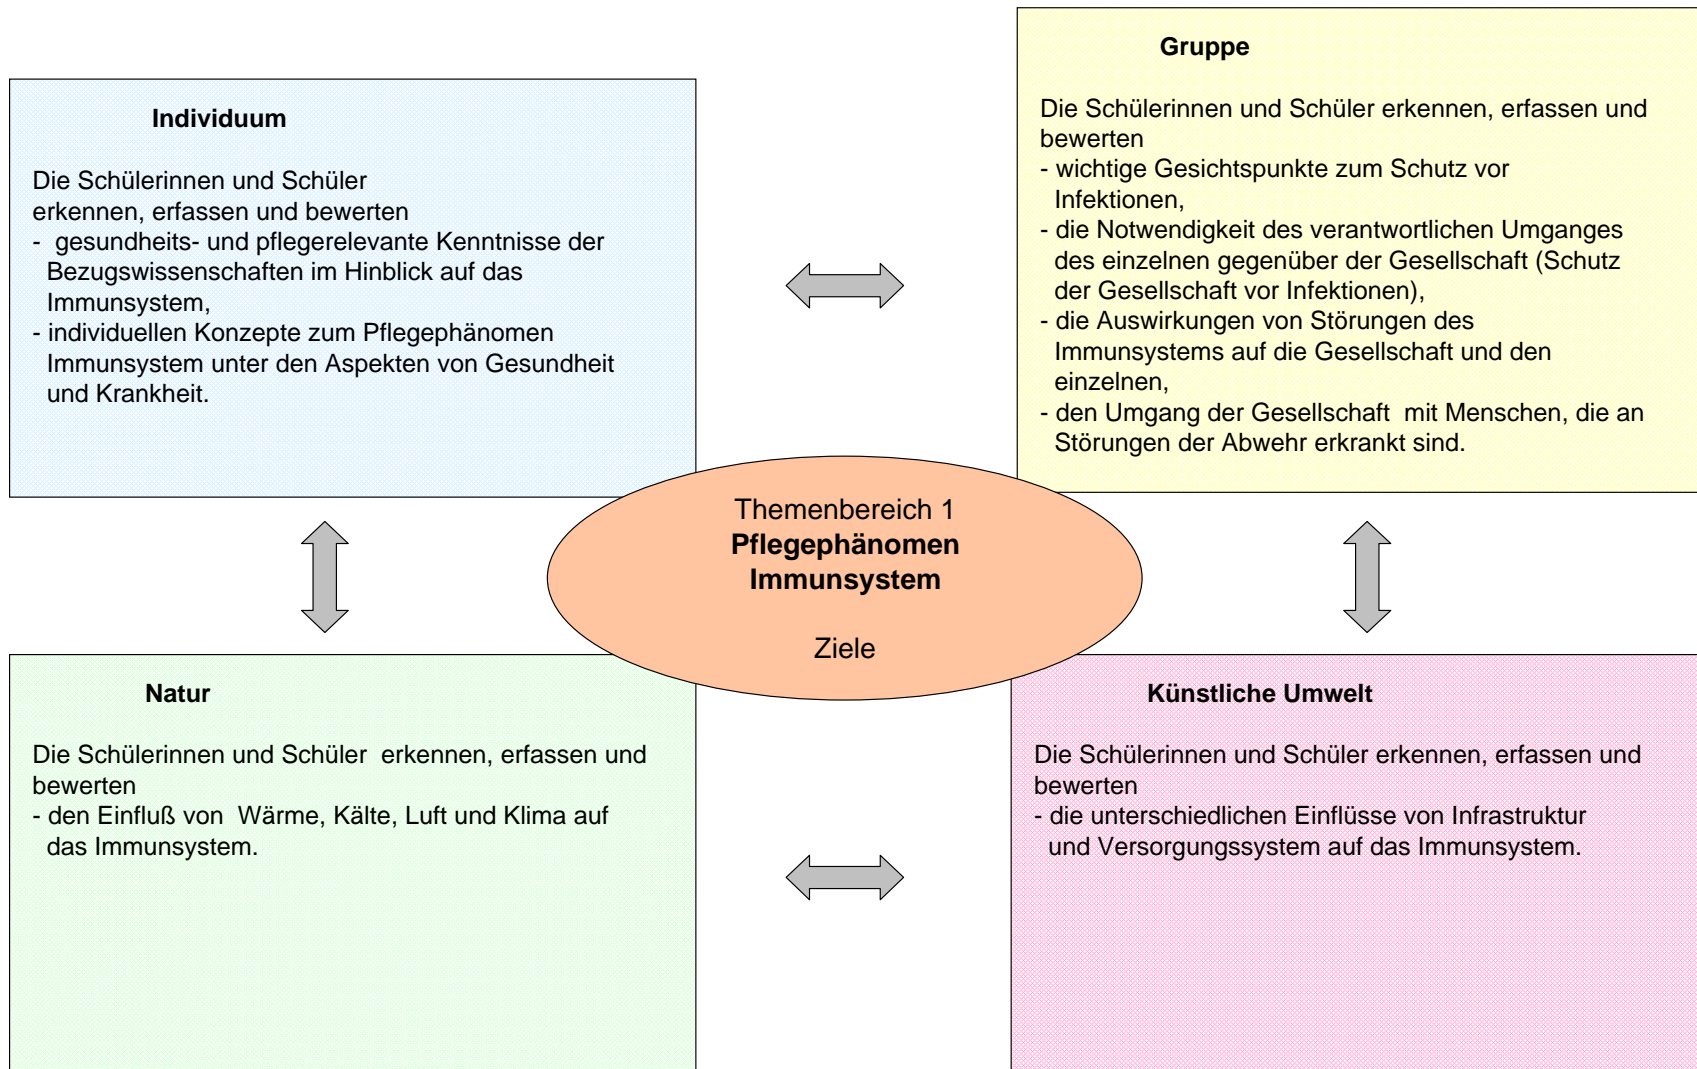 Individuum
Die Schülerinnen und Schüler
erkennen, erfassen und bewerten
- gesundheits- und pflegerelevante Kenntnisse der
Bezugswissenschaften im Hinblick auf das
Immunsystem,
- individuellen Konzepte zum Pflegephänomen
Immunsystem unter den Aspekten von Gesundheit
und Krankheit.
Gruppe
Die Schülerinnen und Schüler erkennen, erfassen und
bewerten
- wichtige Gesichtspunkte zum Schutz vor
Infektionen,
- die Notwendigkeit des verantwortlichen Umganges
des einzelnen gegenüber der Gesellschaft (Schutz
der Gesellschaft vor Infektionen),
- die Auswirkungen von Störungen des
Immunsystems auf die Gesellschaft und den
einzelnen,
- den Umgang der Gesellschaft mit Menschen, die an
Störungen der Abwehr erkrankt sind.
Themenbereich 1
Pflegephänomen
Immunsystem
Ziele
Natur
Die Schülerinnen und Schüler erkennen, erfassen und
bewerten
- den Einfluß von Wärme, Kälte, Luft und Klima auf
das Immunsystem.
Künstliche Umwelt
Die Schülerinnen und Schüler erkennen, erfassen und
bewerten
- die unterschiedlichen Einflüsse von Infrastruktur
und Versorgungssystem auf das Immunsystem.